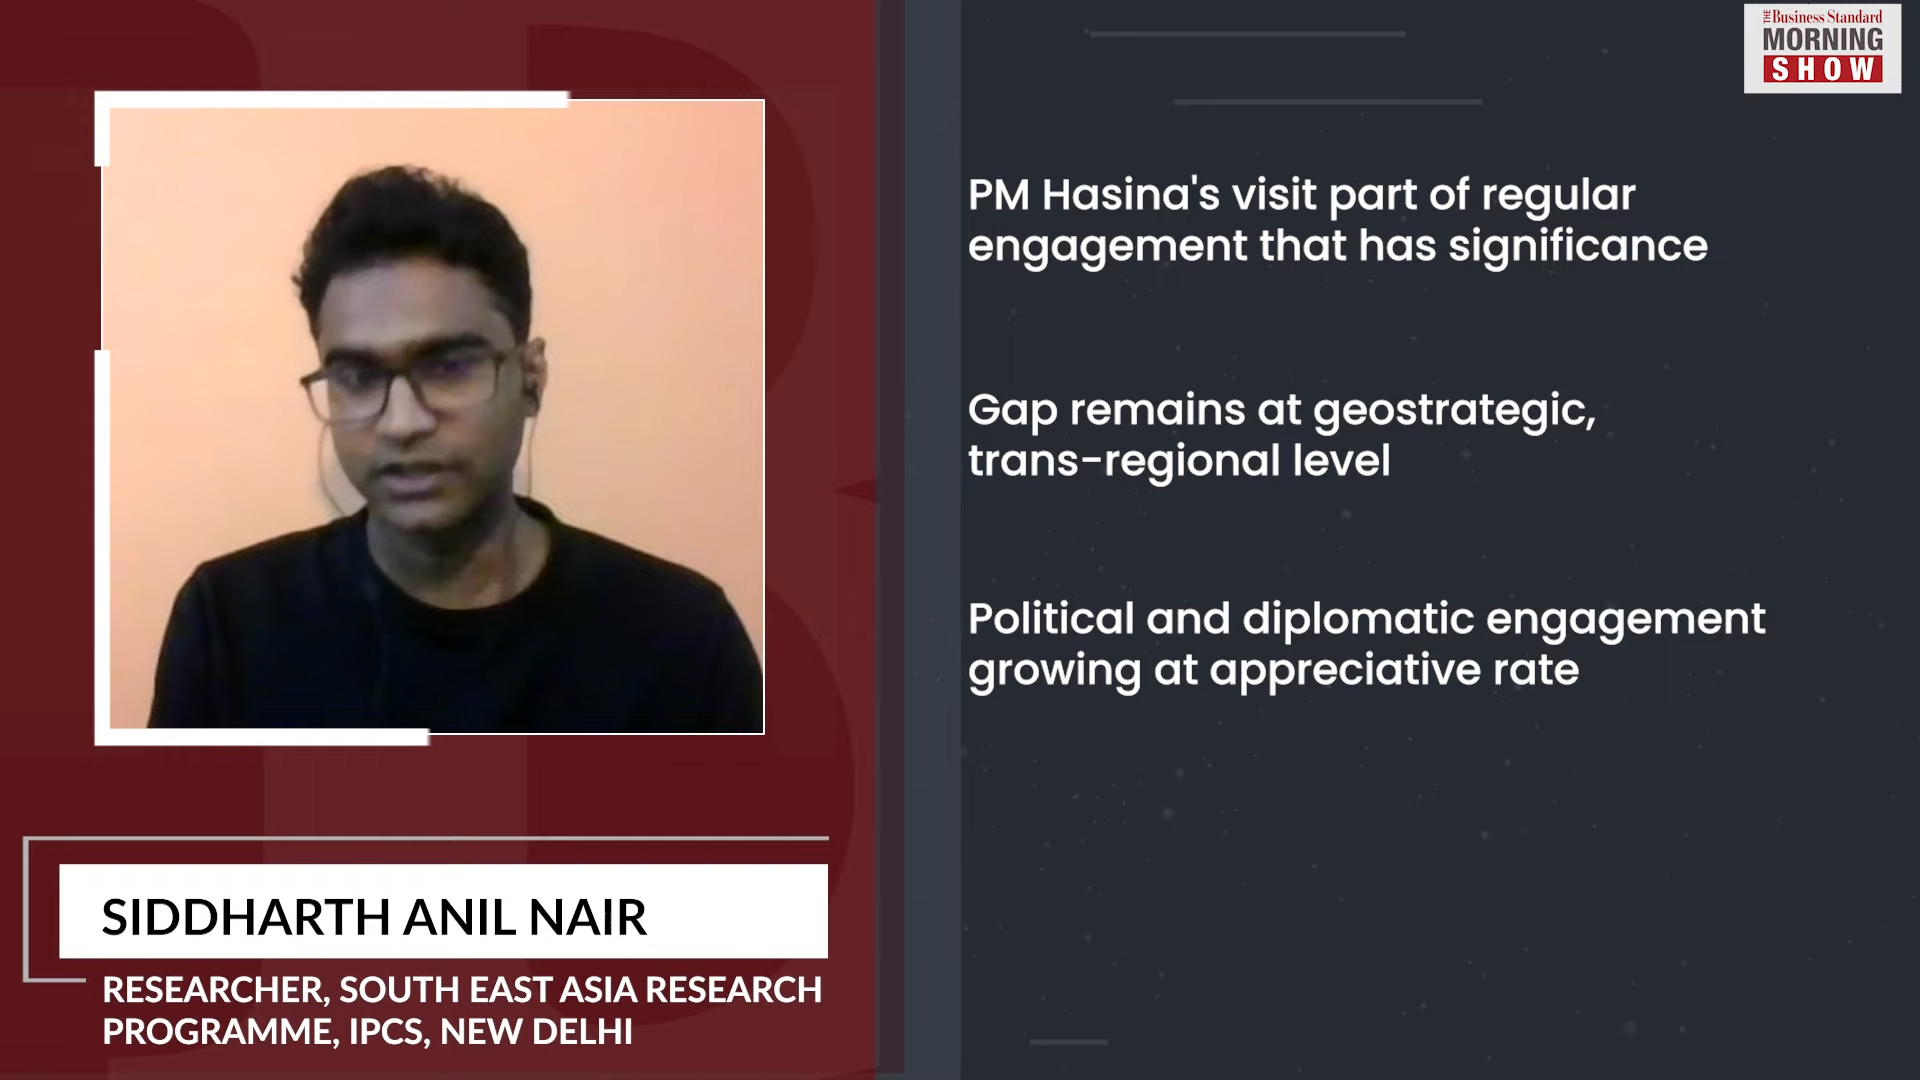 THE Business Standard
MORNING
SHOW
PM Hasina's visit part of regular
engagement that has significance
Gap remains at geostrategic,
trans-regional level
Political and diplomatic engagement
growing at appreciative rate
SIDDHARTH ANIL NAIR
RESEARCHER, SOUTH EAST ASIA RESEARCH
PROGRAMME, IPCS, NEW DELHI